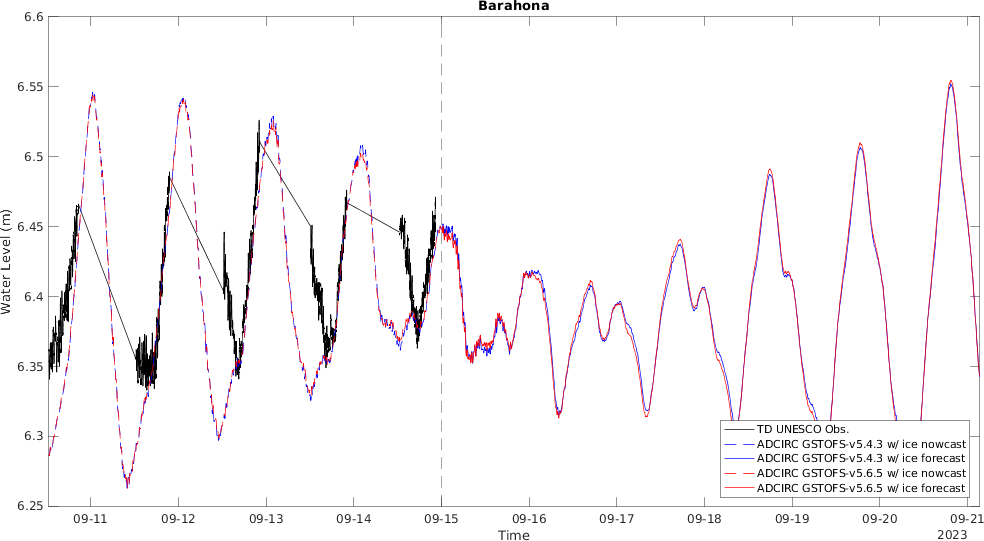 Barahona
Water Level (m)
6.6
6.55
6.5
6.45
6.4
6.35
6.3
6.25
TD UNESCO Obs.
ADCIRC GSTOFS-v5.4.3 w/ ice nowcast
ADCIRC GSTOFS-v5.4.3 w/ ice forecast
ADCIRC GSTOFS-v5.6.5 w/ ice nowcast
ADCIRC GSTOFS-v5.6.5 w/ ice forecast
09-11 09-12 09-13 09-14 09-15 09-16 09-17 09-18 09-19 09-20 09-21
Time 2023